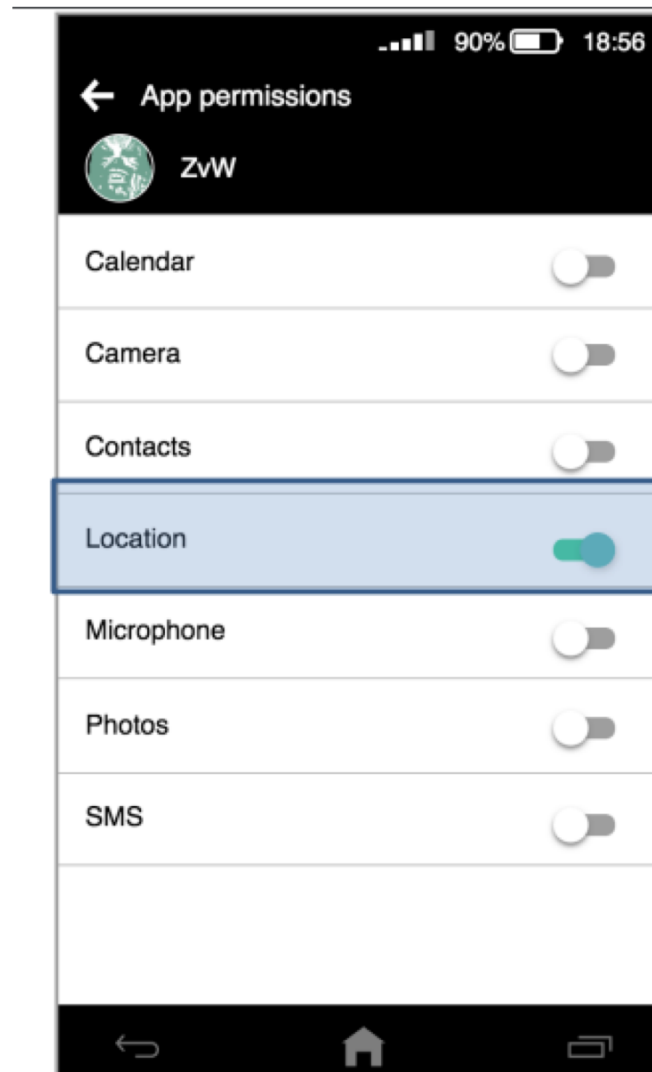 90% 18:56
App permissions
ZvW
Calendar
Camera
Contacts
Location
Microphone
Photos
SMS